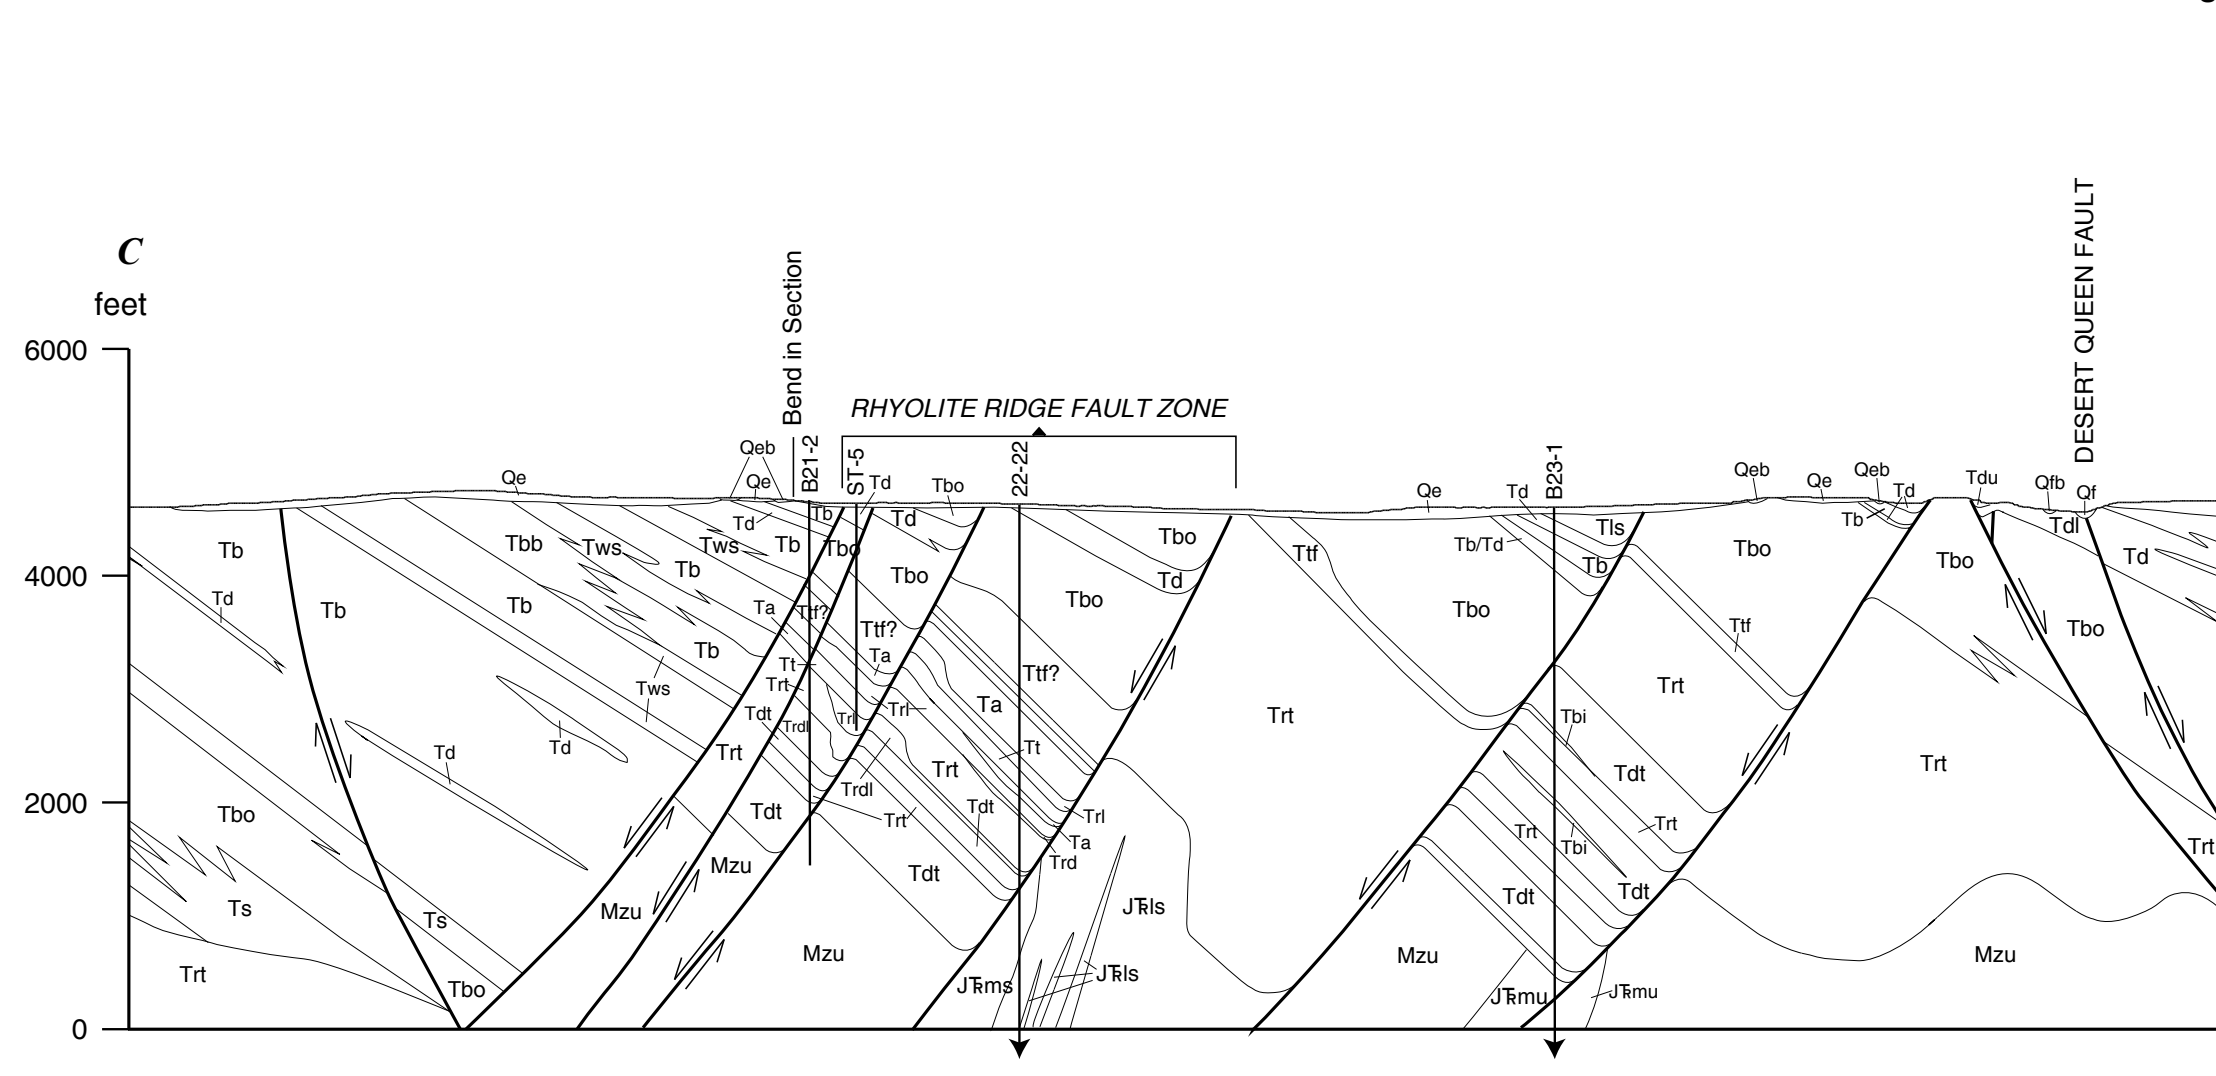 C
feet
6000
4000
2000
0
Bend in Section
B21-2
ST-5
RHYOLITE RIDGE FAULT ZONE
22-22
B23-1
DESERT QUEEN FAULT
Qe
Qeb
Qe
Td
Tbo
Qe
Td
Qeb
Qe
Qeb
Td
Tdu
Qfb
Qf
Tb
Td
Tb
Tbb
Tws
Tws
Td
Tb
Tb
Tbo
Td
Tbo
Tbo
Td
Tbo
Ttf
Tb/Td
Tls
Tb
Tbo
Tbo
Tb
Tbo
Tdl
Td
Tbo
Td
Tb
Tb
Tb
Tws
Ta
Ttf?
Ttf?
Ta
Tt
Trt
Tdt
Trdl
Trl
Trl
Ttf?
Ta
Tt
Trt
Ttf
Trt
Td
Td
Trt
Tdt
Trdl
Trt
Trt
Tdt
Trl
Ta
Trd
Tbi
Tdt
Trt
Trt
Tbi
Trt
Trt
Tbo
Ts
Trt
Ts
Tbo
Mzu
Mzu
Mzu
Tdt
JTRls
JTRls
JTRms
Tdt
Tdt
Mzu
JTRmu
JTRmu
Mzu